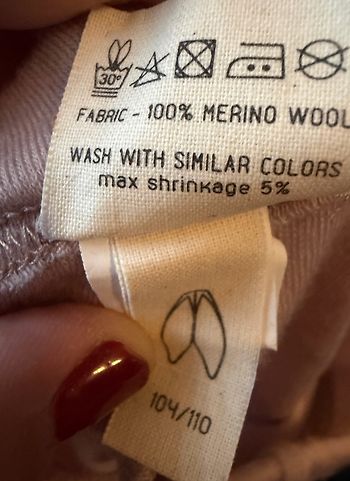 30°
FABRIC - 100% MERINO WOOL
WASH WITH SIMILAR COLORS
max shrinkage 5%
104/110